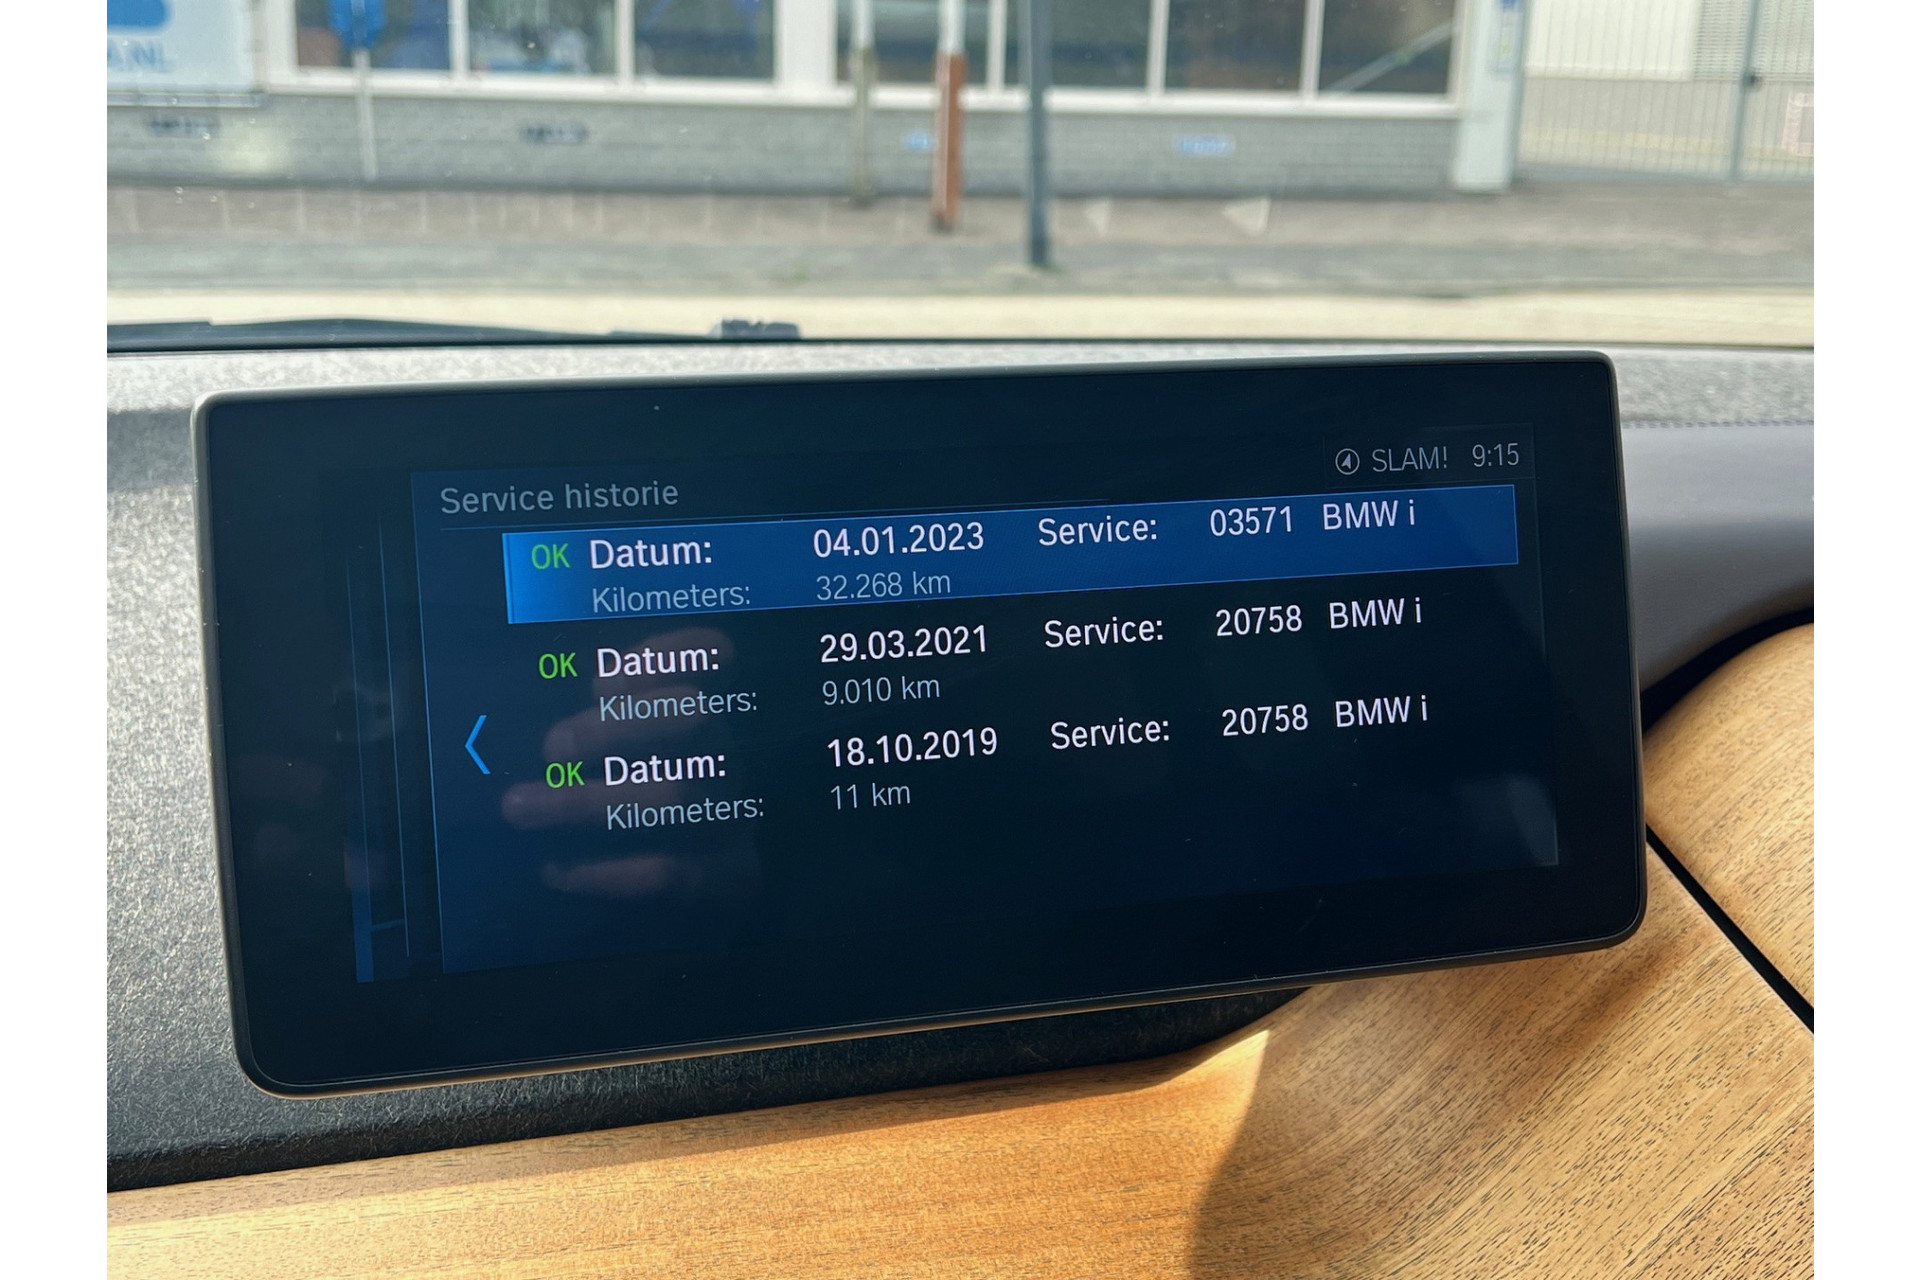 SLAM! 9:15
Service historie
OK Datum: 04.01.2023 Service: 03571 BMW i
Kilometers: 32.268 km
OK Datum: 29.03.2021 Service: 20758 BMW i
Kilometers: 9.010 km
OK Datum: 18.10.2019 Service: 20758 BMW i
Kilometers: 11 km